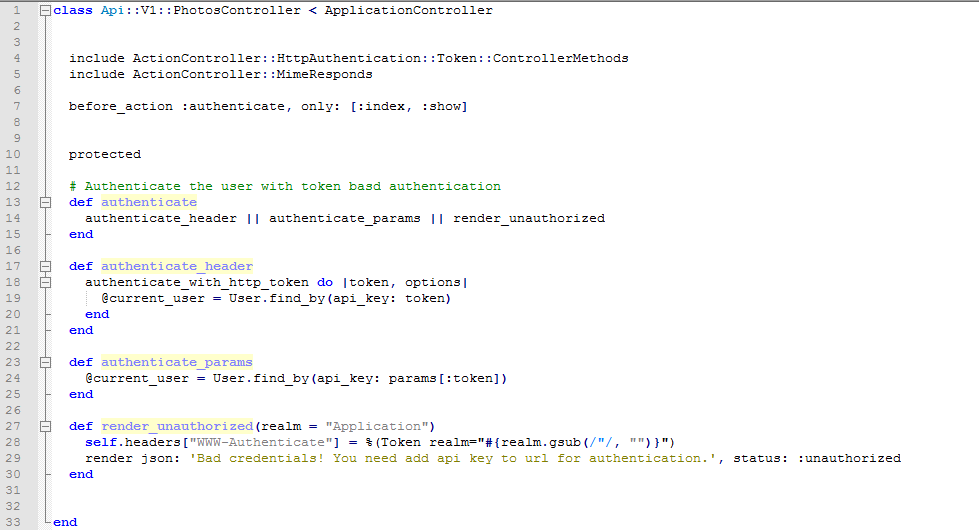 1 class Api::V1::PhotosController < ApplicationController
2
3
4 include ActionController::HttpAuthentication::Token::ControllerMethods
5 include ActionController::MimeResponds
6
7 before_action :authenticate, only: [:index, :show]
8
9
10 protected
11
12 # Authenticate the user with token basd authentication
13 def authenticate
14 authenticate_header || authenticate_params || render_unauthorized
15 end
16
17 def authenticate_header
18 authenticate_with_http_token do |token, options|
19 @current_user = User.find_by(api_key: token)
20 end
21 end
22
23 def authenticate_params
24 @current_user = User.find_by(api_key: params[:token])
25 end
26
27 def render_unauthorized(realm = "Application")
28 self.headers["WWW-Authenticate"] = %(Token realm="#{realm.gsub(/"/, "")}")
29 render json: 'Bad credentials! You need add api key to url for authentication.', status: :unauthorized
30 end
31
32
33 end